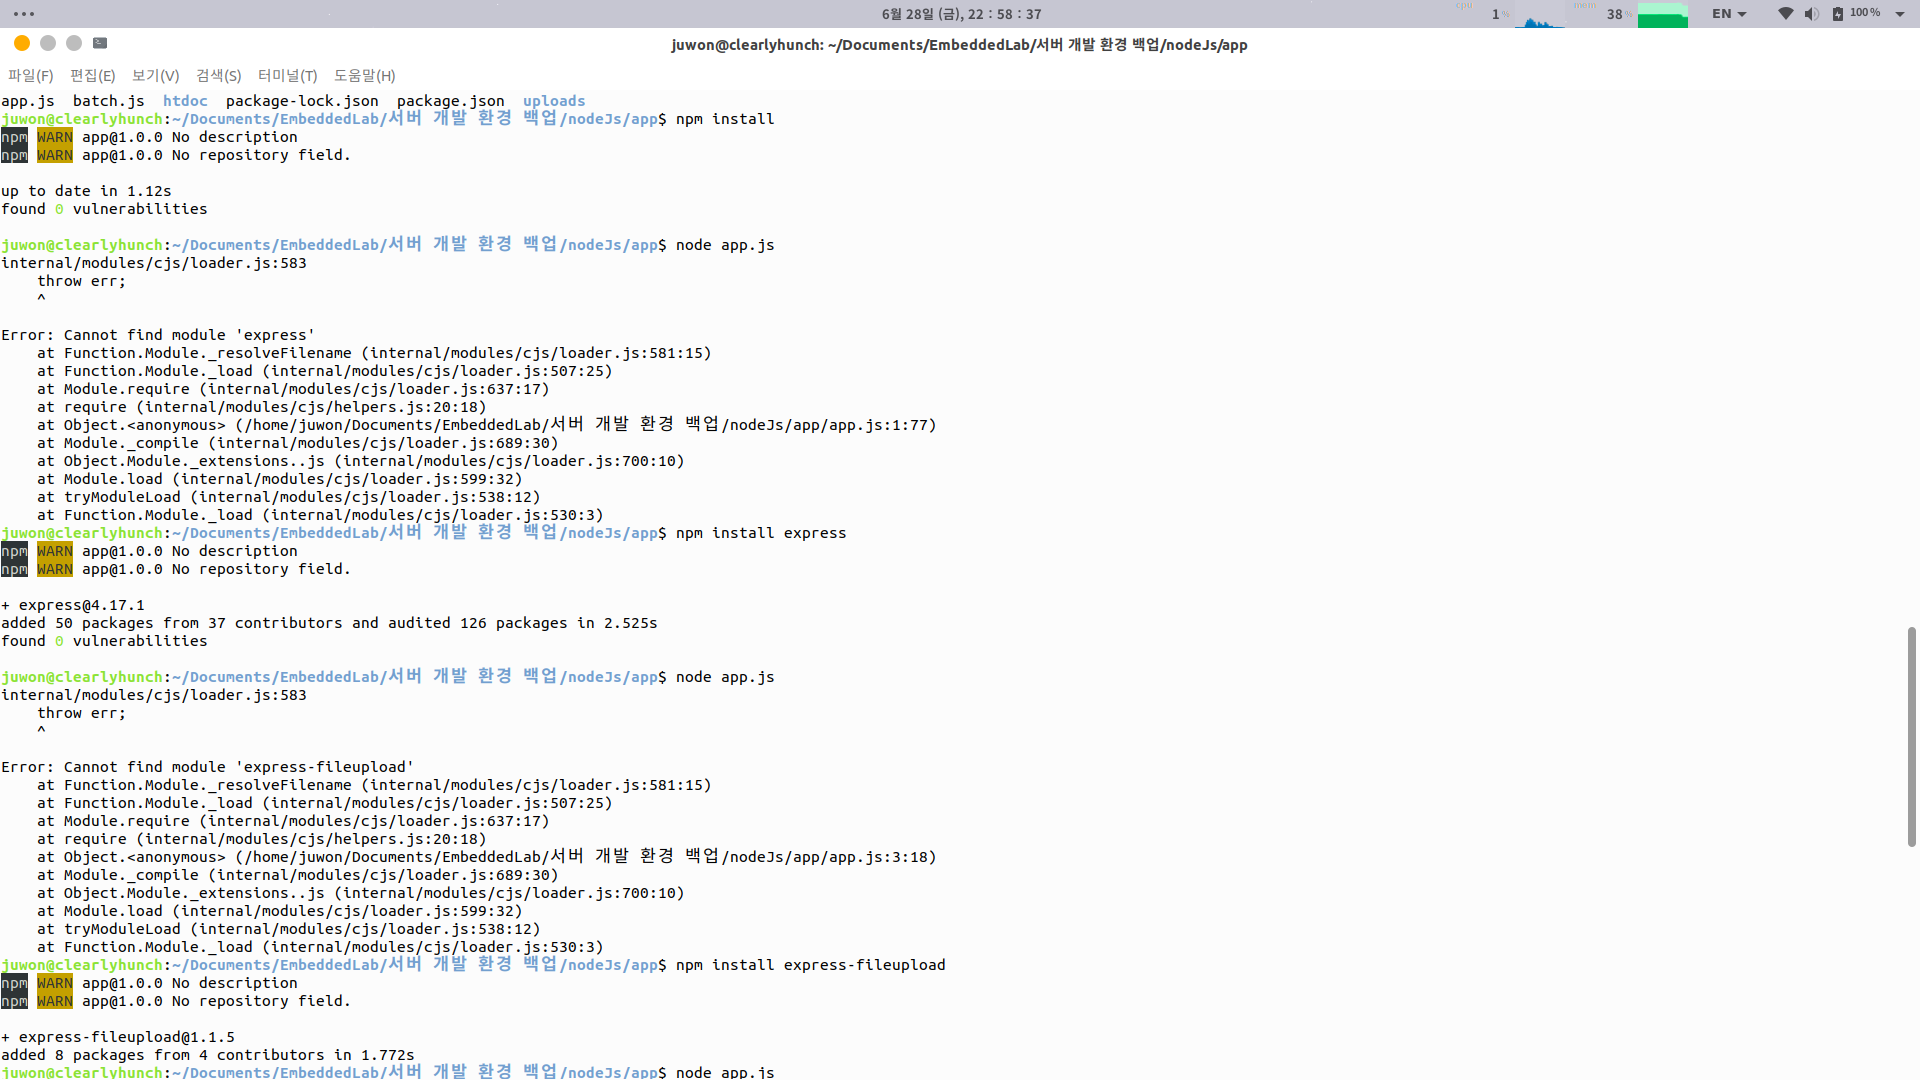 6월 28일 (금), 22 : 58 : 37
cpu 1 % mem 38 % EN 100 %
juwon@clearlyhunch: ~/Documents/EmbeddedLab/서버 개발 환경 백업/nodeJs/app
파일(F) 편집(E) 보기(V) 검색(S) 터미널(T) 도움말(H)
app.js  batch.js  htdoc  package-lock.json  package.json  uploads
juwon@clearlyhunch:~/Documents/EmbeddedLab/서버 개발 환경 백업/nodeJs/app$ npm install
npm WARN app@1.0.0 No description
npm WARN app@1.0.0 No repository field.
up to date in 1.12s
found 0 vulnerabilities
juwon@clearlyhunch:~/Documents/EmbeddedLab/서버 개발 환경 백업/nodeJs/app$ node app.js
internal/modules/cjs/loader.js:583
    throw err;
    ^
Error: Cannot find module 'express'
    at Function.Module._resolveFilename (internal/modules/cjs/loader.js:581:15)
    at Function.Module._load (internal/modules/cjs/loader.js:507:25)
    at Module.require (internal/modules/cjs/loader.js:637:17)
    at require (internal/modules/cjs/helpers.js:20:18)
    at Object.<anonymous> (/home/juwon/Documents/EmbeddedLab/서버 개발 환경 백업/nodeJs/app/app.js:1:77)
    at Module._compile (internal/modules/cjs/loader.js:689:30)
    at Object.Module._extensions..js (internal/modules/cjs/loader.js:700:10)
    at Module.load (internal/modules/cjs/loader.js:599:32)
    at tryModuleLoad (internal/modules/cjs/loader.js:538:12)
    at Function.Module._load (internal/modules/cjs/loader.js:530:3)
juwon@clearlyhunch:~/Documents/EmbeddedLab/서버 개발 환경 백업/nodeJs/app$ npm install express
npm WARN app@1.0.0 No description
npm WARN app@1.0.0 No repository field.
+ express@4.17.1
added 50 packages from 37 contributors and audited 126 packages in 2.525s
found 0 vulnerabilities
juwon@clearlyhunch:~/Documents/EmbeddedLab/서버 개발 환경 백업/nodeJs/app$ node app.js
internal/modules/cjs/loader.js:583
    throw err;
    ^
Error: Cannot find module 'express-fileupload'
    at Function.Module._resolveFilename (internal/modules/cjs/loader.js:581:15)
    at Function.Module._load (internal/modules/cjs/loader.js:507:25)
    at Module.require (internal/modules/cjs/loader.js:637:17)
    at require (internal/modules/cjs/helpers.js:20:18)
    at Object.<anonymous> (/home/juwon/Documents/EmbeddedLab/서버 개발 환경 백업/nodeJs/app/app.js:3:18)
    at Module._compile (internal/modules/cjs/loader.js:689:30)
    at Object.Module._extensions..js (internal/modules/cjs/loader.js:700:10)
    at Module.load (internal/modules/cjs/loader.js:599:32)
    at tryModuleLoad (internal/modules/cjs/loader.js:538:12)
    at Function.Module._load (internal/modules/cjs/loader.js:530:3)
juwon@clearlyhunch:~/Documents/EmbeddedLab/서버 개발 환경 백업/nodeJs/app$ npm install express-fileupload
npm WARN app@1.0.0 No description
npm WARN app@1.0.0 No repository field.
+ express-fileupload@1.1.5
added 8 packages from 4 contributors in 1.772s
juwon@clearlyhunch:~/Documents/EmbeddedLab/서버 개발 환경 백업/nodeJs/app$ node app.js